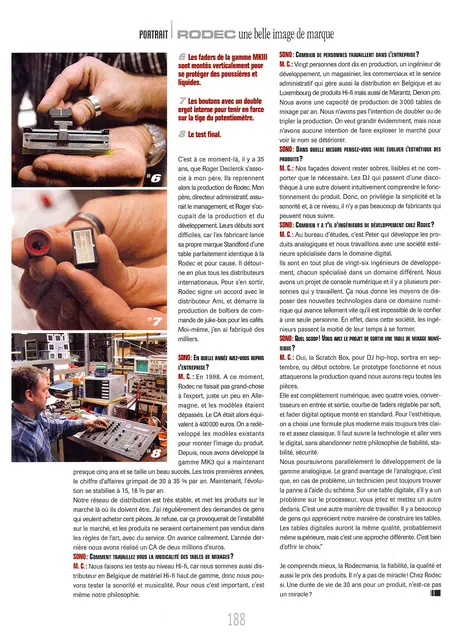 PORTRAIT RODEC une belle image de marque
6 Les faders de la gamme MKIII
sont montés verticalement pour
se protéger des poussières et
liquides.
7 Les boutons avec un double
ergot interne pour tenir en force
sur la tige du potentiomètre.
8 Le test final.
#6
#7
#8
C'est à ce moment-là, il y a 35
ans, que Roger Declerck s'asso-
cie à mon père. Ils reprennent
alors la production de Rodec. Mon
père, directeur administratif, assu-
rait le management, et Roger s'oc-
cupait de la production et du
développement. Leurs débuts sont
difficiles, car l'ex fabricant lance
sa propre marque Standford d'une
table parfaitement identique à la
Rodec et pour cause. Il détour-
ne en plus tous les distributeurs
internationaux. Pour s'en sortir,
Rodec signe un accord avec le
distributeur Ami, et démarre la
production de boîtiers de com-
mande de juke-box pour les cafés.
Moi-même, j'en ai fabriqué des
milliers.
SONO: EN QUELLE ANNÉE AVEZ-VOUS REPRIS
L'ENTREPRISE ?
M. C. : En 1998. A ce moment,
Rodec ne faisait pas grand-chose
à l'export, juste un peu en Alle-
magne, et les modèles étaient
dépassés. Le CA était alors équi-
valent à 400000 euros. On a redé-
veloppé les modèles existants
pour montrer l'image du produit.
Depuis, nous avons développé la
gamme MK3 qui a maintenant
presque cinq ans et se taille un beau succès. Les trois premières années,
le chiffre d'affaires grimpait de 30 à 35 % par an. Maintenant, l'évolu-
tion se stabilise à 15, 18 % par an.
Notre réseau de distribution est très stable, et met les produits sur le
marché là où ils doivent être. J'ai régulièrement des demandes de gens
qui veulent acheter cent pièces. Je refuse, car ça provoquerait de l'instabilité
sur le marché, et les produits ne seraient certainement pas vendus dans
les règles de l'art, avec du service. On avance calmement. L'année der-
nière nous avons réalisé un CA de deux millions d'euros.
SONO: COMMENT TRAVAILLEZ VOUS LA MUSICALITÉ DES TABLES DE MIXAGES ?
M. C. : Nous faisons les tests au niveau Hi-fi, car nous sommes aussi dis-
tributeur en Belgique de matériel Hi-fi haut de gamme, donc nous pou-
vons tester la sonorité et musicalité. Pour nous c'est important, c'est
même notre philosophie.
SONO: COMBIEN DE PERSONNES TRAVAILLENT DANS L'ENTREPRISE ?
M. C.: Vingt personnes dont dix en production, un ingénieur de
développement, un magasinier, les commerciaux et le service
administratif qui gère aussi la distribution en Belgique et au
Luxembourg de produits Hi-fi mais aussi de Marantz, Denon pro.
Nous avons une capacité de production de 3 000 tables de
mixage par an. Nous n'avons pas l'intention de doubler ou de
tripler la production. On veut grandir évidemment, mais nous
n'avons aucune intention de faire exploser le marché pour
voir le nom se détériorer.
SONO: DANS QUELLE MESURE PENSEZ-VOUS FAIRE ÉVOLUER L'ESTHÉTIQUE DES
PRODUITS ?
M. C. : Nos façades doivent rester sobres, lisibles et ne com-
porter que le nécessaire. Les DJ qui passent d'une disco-
thèque à une autre doivent intuitivement comprendre le fonc-
tionnement du produit. Donc, on privilégie la simplicité et la
sonorité et, à ce niveau, il n'y a pas beaucoup de fabricants qui
peuvent nous suivre.
SONO: COMBIEN Y A T'IL D'INGÉNIEURS DE DÉVELOPPEMENT CHEZ RODEC ?
M. C. : Au bureau d'études, c'est Peter qui développe les pro-
duits analogiques et nous travaillons avec une société exté-
rieure spécialisée dans le domaine digital.
Ils sont en tout plus de vingt-six ingénieurs de développe-
ment, chacun spécialisé dans un domaine différent. Nous
avons un projet de console numérique et il y a plusieurs per-
sonnes qui y travaillent. Ça nous donne les moyens de dis-
poser des nouvelles technologies dans ce domaine numé-
rique qui avance tellement vite qu'il est impossible de le confier
à une seule personne. En effet, dans cette société, les ingé-
nieurs passent la moitié de leur temps à se former.
SONO: QUEL SCOOP ! VOUS AVEZ LE PROJET DE SORTIR UNE TABLE DE MIXAGE NUMÉ-
RIQUE ?
M. C.: Oui, la Scratch Box, pour DJ hip-hop, sortira en sep-
tembre, ou début octobre. Le prototype fonctionne et nous
attaquerons la production quand nous aurons reçu toutes les
pièces.
Elle est complètement numérique, avec quatre voies, conver-
tisseurs en entrée et sortie, courbe de faders réglable par soft,
et fader digital optique monté en standard. Pour l'esthétique,
on a choisi une formule plus moderne mais toujours très clai-
re et assez classique. Il faut suivre la technologie et aller vers
le digital, sans abandonner notre philosophie de fiabilité, sta-
bilité, sécurité.
Nous poursuivrons parallèlement le développement de la
gamme analogique. Le grand avantage de l'analogique, c'est
que, en cas de problème, un technicien peut toujours trouver
la panne à l'aide du schéma. Sur une table digitale, s'il y a un
problème sur le processeur, vous jetez et mettez un autre
dedans. C'est une autre manière de travailler. Il y a beaucoup
de gens qui apprécient notre manière de construire les tables.
Les tables digitales auront la même qualité, probablement
même supérieure, mais c'est une approche différente. C'est bien
d'offrir le choix."
Je comprends mieux, la Rodecmania, la fiabilité, la qualité et
aussi le prix des produits. Il n'y a pas de miracle ! Chez Rodec
si. Une durée de vie de 30 ans pour un produit, n'est-ce pas
un miracle ?
188